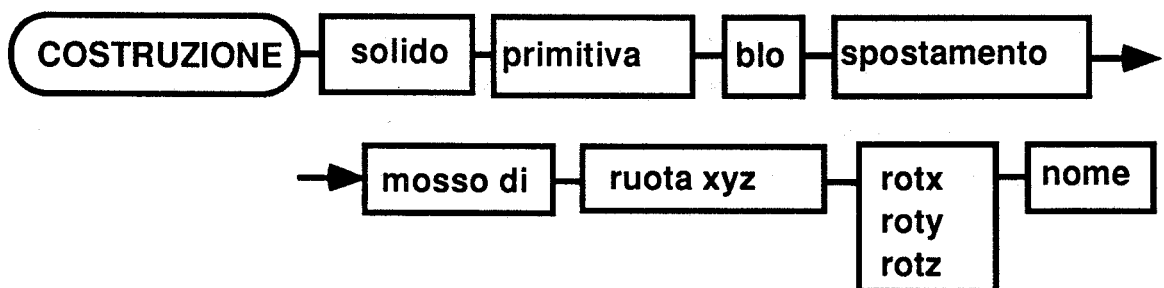 COSTRUZIONE solido primitiva blo spostamento
mosso di ruota xyz rotx nome
roty
rotz